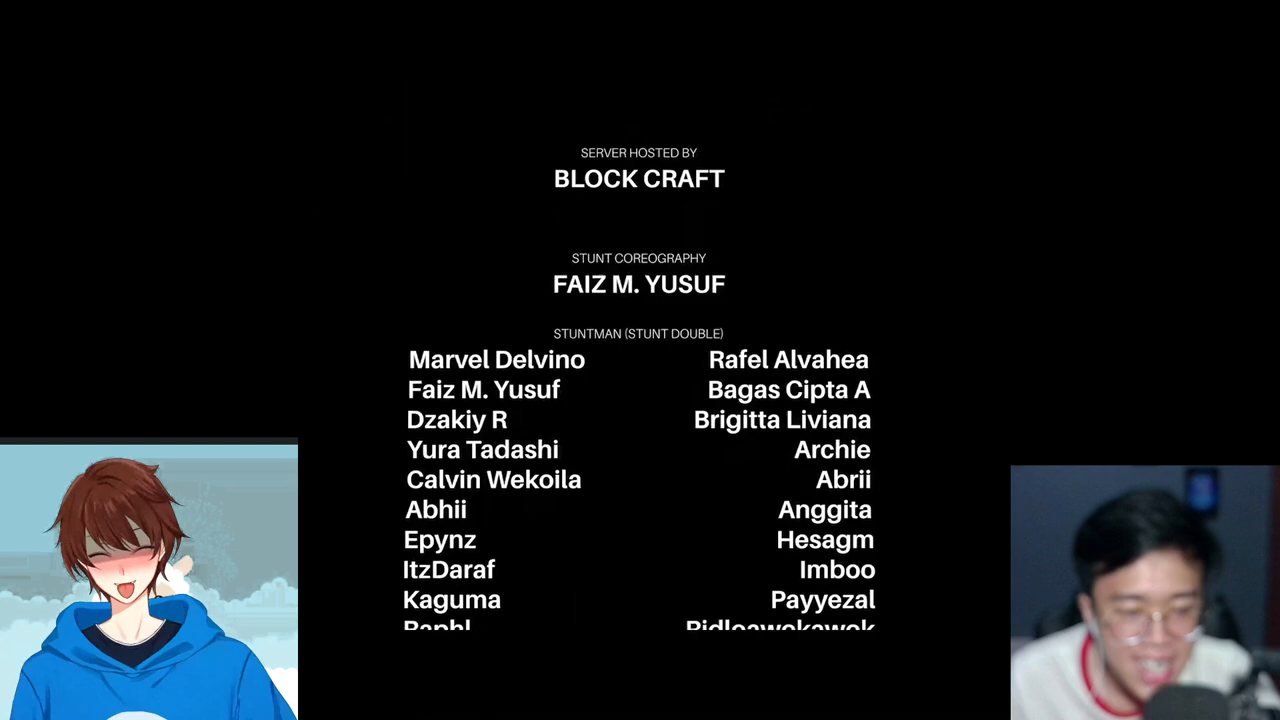 SERVER HOSTED BY
BLOCK CRAFT
STUNT COREOGRAPHY
FAIZ M. YUSUF
STUNTMAN (STUNT DOUBLE)
Marvel Delvino Rafel Alvahea
Faiz M. Yusuf Bagas Cipta A
Dzakiy R Brigitta Liviana
Yura Tadashi Archie
Calvin Wekoila Abrii
Abhii Anggita
Epynz Hesagm
ItzDaraf Imboo
Kaguma Payyezal